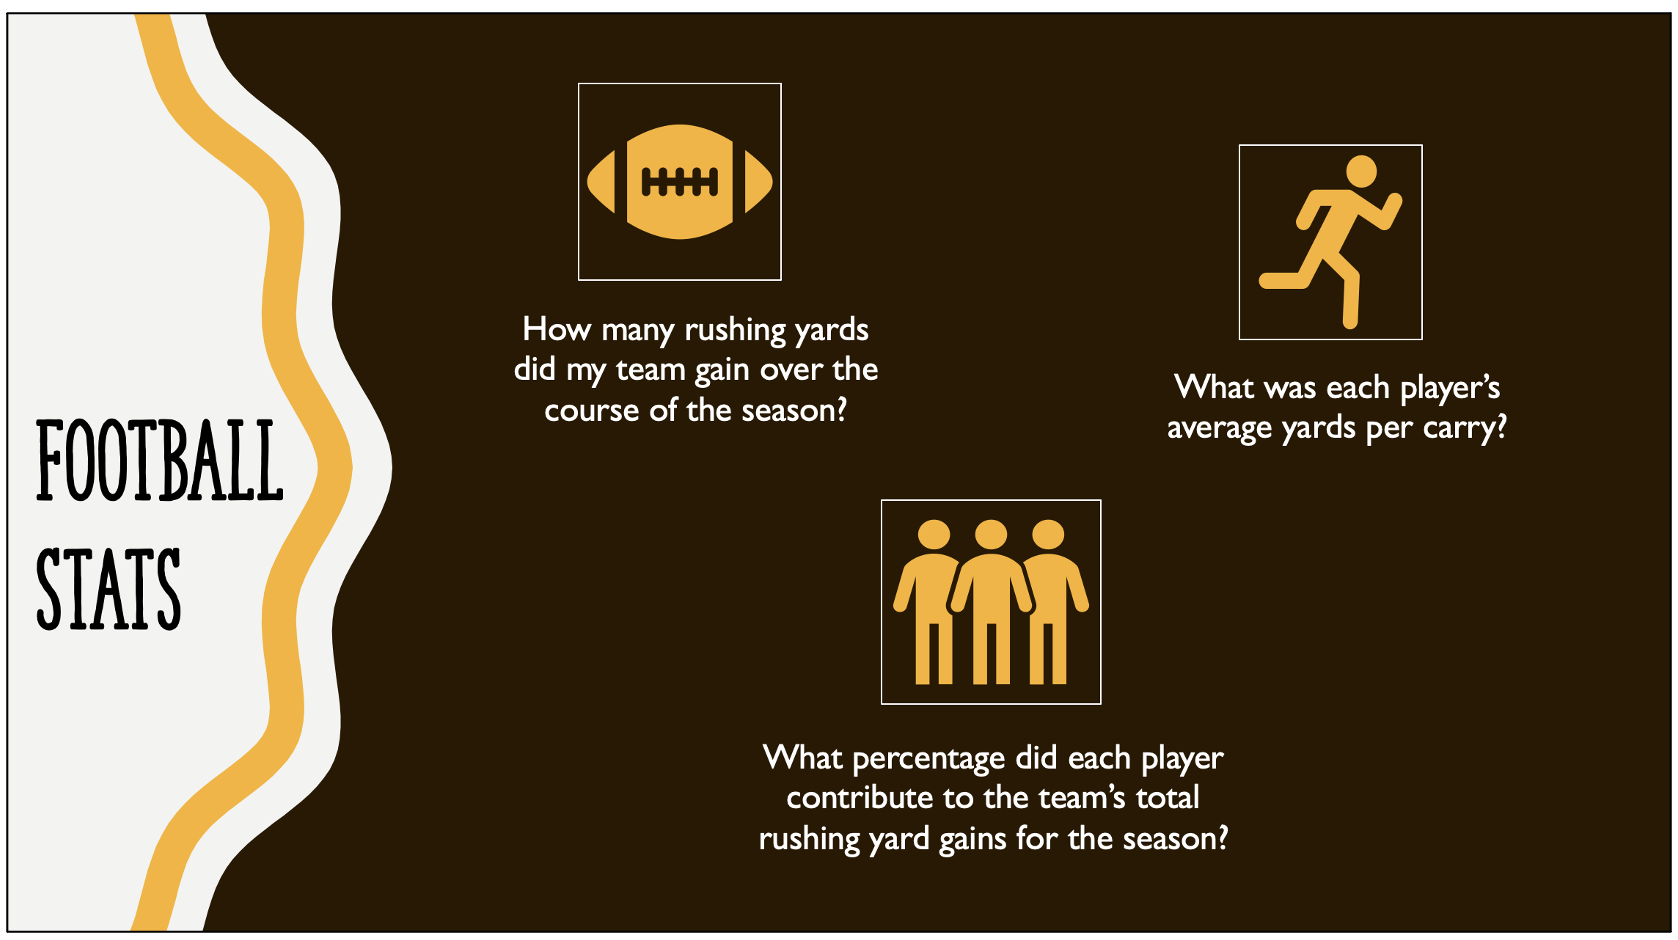 FOOTBALL
STATS
How many rushing yards
did my team gain over the
course of the season?
What was each player’s
average yards per carry?
What percentage did each player
contribute to the team’s total
rushing yard gains for the season?